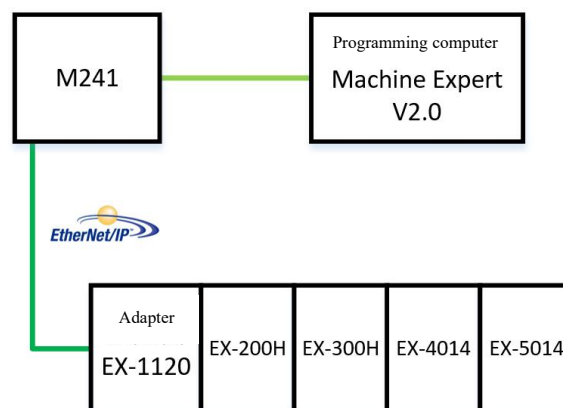 M241
Programming computer
Machine Expert
V2.0
EtherNet/IP™
Adapter
EX-1120
EX-200H
EX-300H
EX-4014
EX-5014